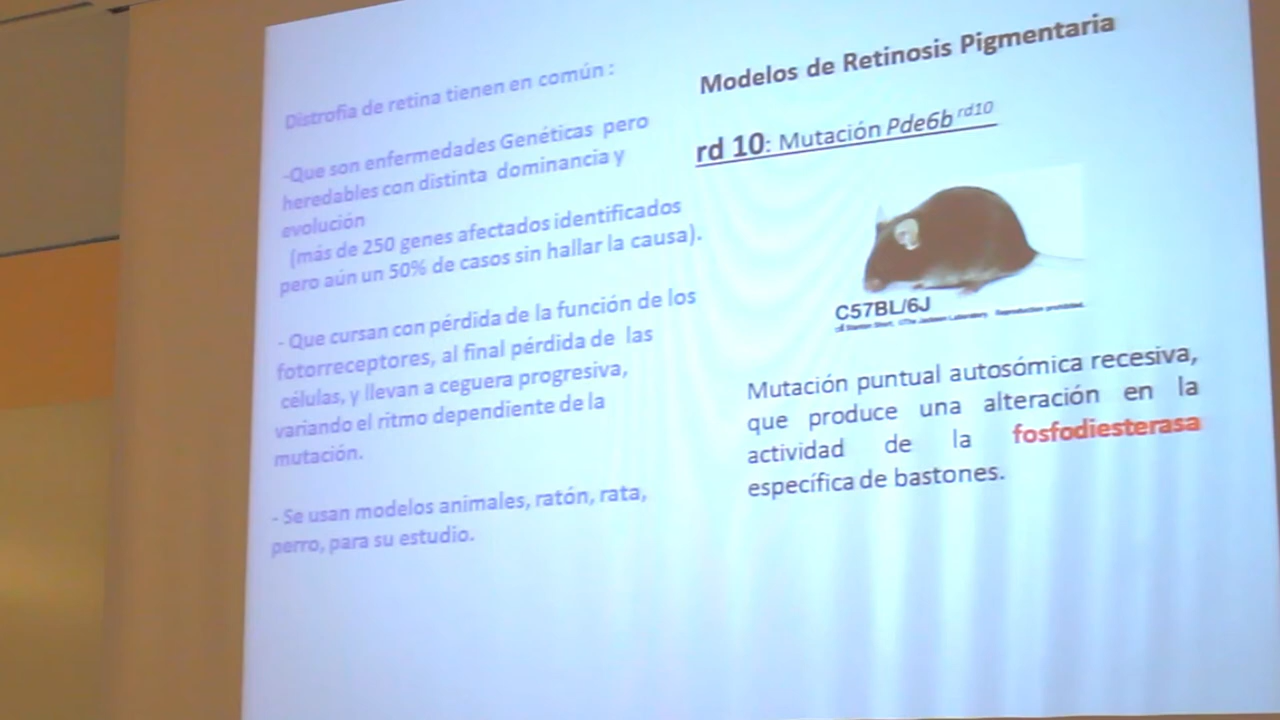 Distrofia de retina tienen en común :
-Que son enfermedades Genéticas pero
heredables con distinta dominancia y
evolución
(más de 250 genes afectados identificados
pero aún un 50% de casos sin hallar la causa).
- Que cursan con pérdida de la función de los
fotorreceptores, al final pérdida de las
células, y llevan a ceguera progresiva,
variando el ritmo dependiente de la
mutación.
- Se usan modelos animales, ratón, rata,
perro, para su estudio.
Modelos de Retinosis Pigmentaria
rd 10: Mutación Pde6b rd10
C57BL/6J
Jackson Laboratory. Reproduction prohibited.
Mutación puntual autosómica recesiva,
que produce una alteración en la
actividad de la fosfodiesterasa
específica de bastones.